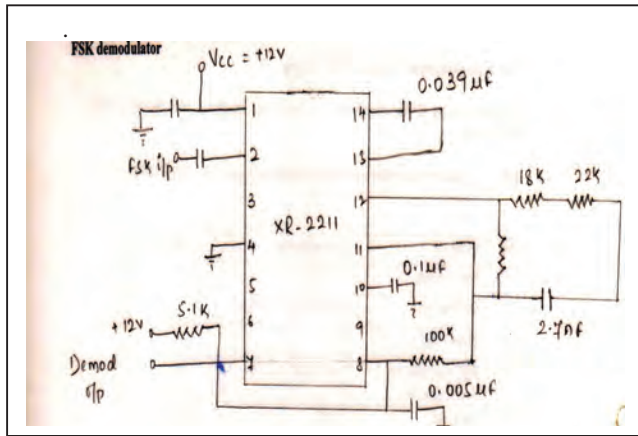 FSK demodulator
Vcc = +12V
0.039μf
1
14
FSK i/p
2
13
18K
22K
3
12
XR-2211
4
11
0.1μf
5
10
5.1K
6
9
+12V
100K
2.7nf
Demod
o/p
7
8
0.005μf